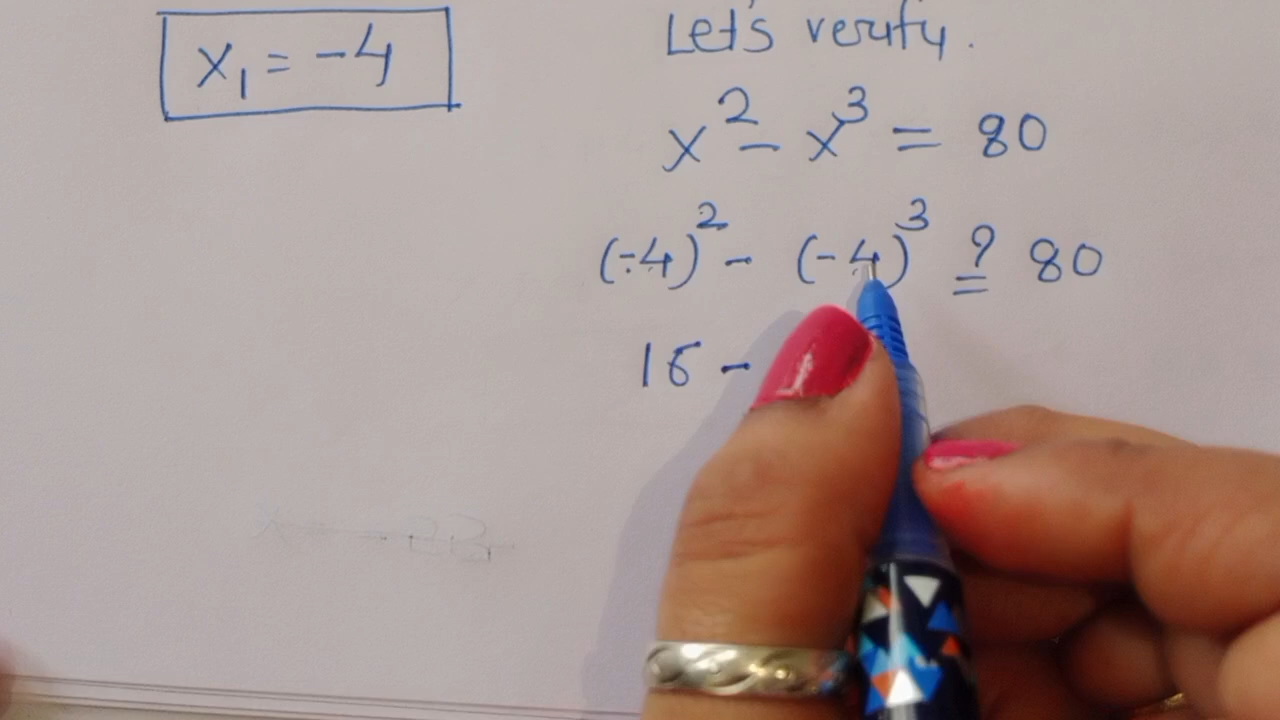 x₁ = -4
Let's verify.
x² - x³ = 80
(-4)² - (-4)³ ≟ 80
16 -